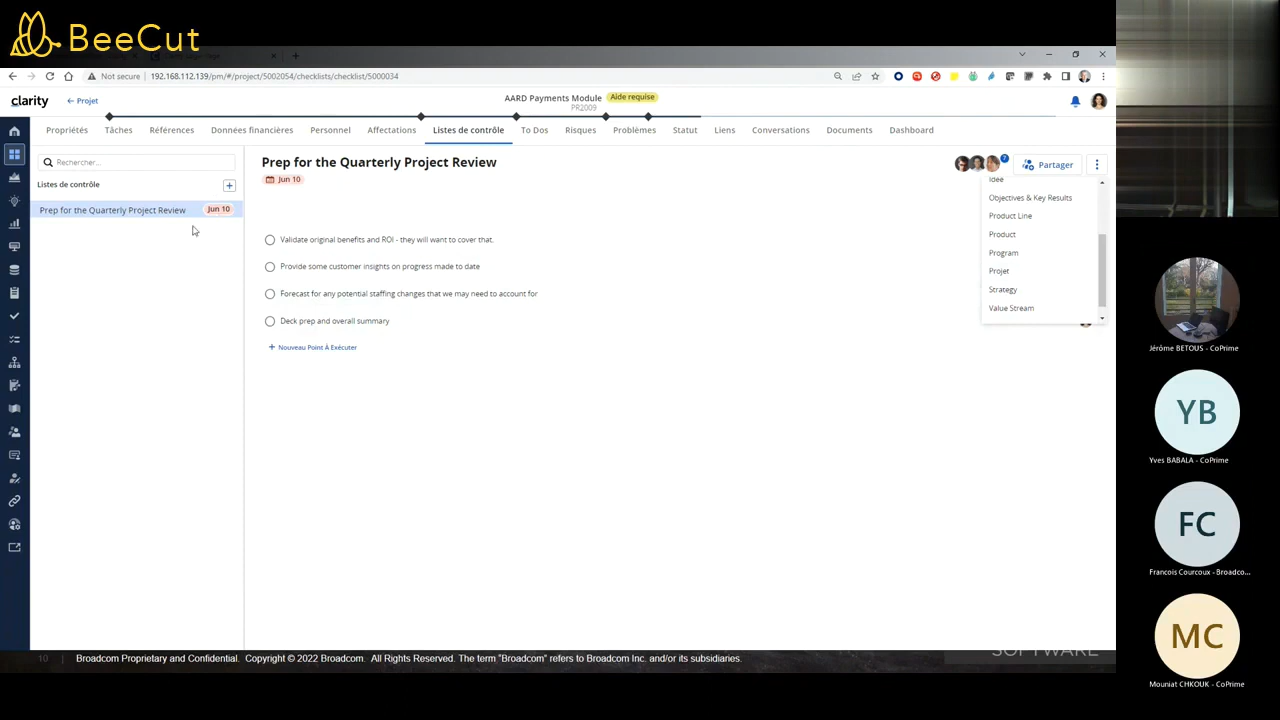 BeeCut
Not secure
192.168.112.139/pm/#/project/5002054/checklists/checklist/5000034
clarity
Projet
AARD Payments Module
Aide requise
PR2009
Propriétés
Tâches
Références
Données financières
Personnel
Affectations
Listes de contrôle
To Dos
Risques
Problèmes
Statut
Liens
Conversations
Documents
Dashboard
Rechercher...
Listes de contrôle
Prep for the Quarterly Project Review
Jun 10
Prep for the Quarterly Project Review
Jun 10
7
Partager
Validate original benefits and ROI - they will want to cover that.
Provide some customer insights on progress made to date
Forecast for any potential staffing changes that we may need to account for
Deck prep and overall summary
Nouveau Point À Exécuter
Idée
Objectives & Key Results
Product Line
Product
Program
Projet
Strategy
Value Stream
10
Broadcom Proprietary and Confidential. Copyright © 2022 Broadcom. All Rights Reserved. The term "Broadcom" refers to Broadcom Inc. and/or its subsidiaries.
SOFTWARE
Jérôme BETOUS - CoPrime
YB
Yves BABALA - CoPrime
FC
Francois Courcoux - Broadco...
MC
Mouniat CHKOUK - CoPrime